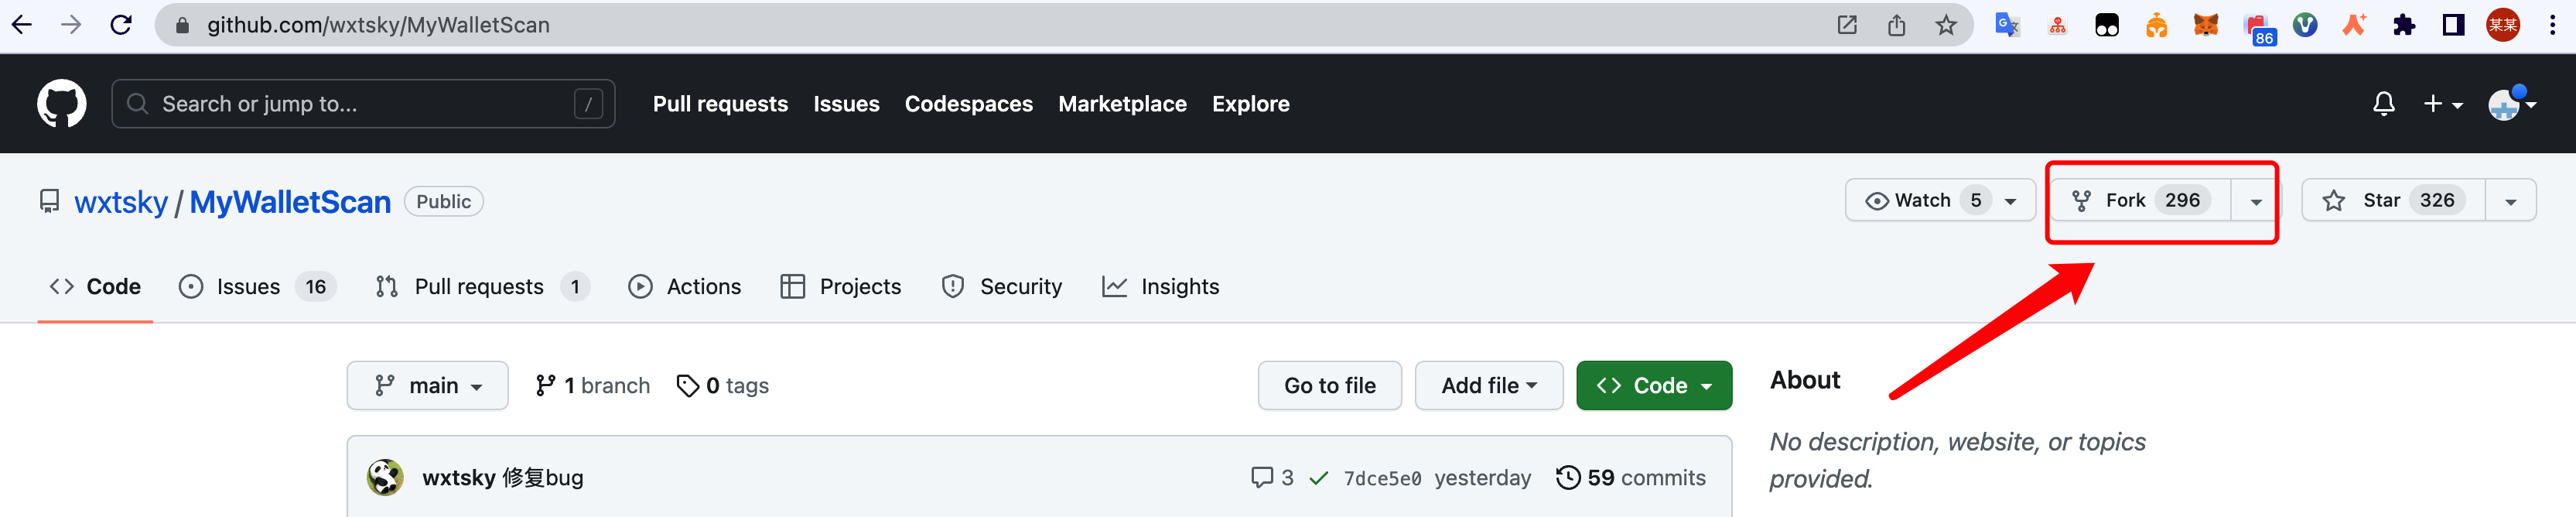 github.com/wxtsky/MyWalletScan
86
某某
Search or jump to... /
Pull requests Issues Codespaces Marketplace Explore
wxtsky / MyWalletScan Public
Watch 5 Fork 296 Star 326
Code Issues 16 Pull requests 1 Actions Projects Security Insights
main 1 branch 0 tags Go to file Add file Code
About
No description, website, or topics
provided.
wxtsky 修复bug 3 7dce5e0 yesterday 59 commits